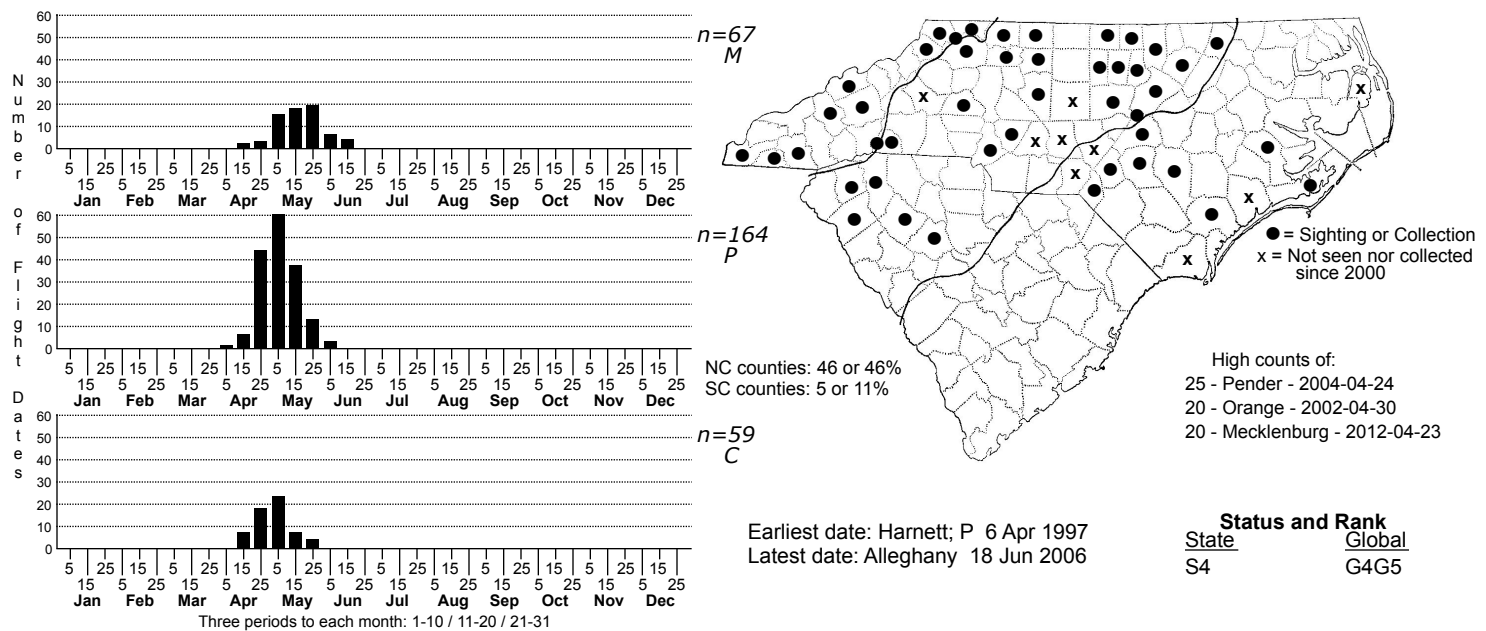 60
50
40
30
20
10
0
n=67
M
5 25 15 5 25 15 5 25 15 5 25 15 5 25 15 5 25 15
15 5 25 15 5 25 15 5 25 15 5 25 15 5 25 15 5 25
Jan Feb Mar Apr May Jun Jul Aug Sep Oct Nov Dec
60
50
40
30
20
10
0
n=164
P
5 25 15 5 25 15 5 25 15 5 25 15 5 25 15 5 25 15
15 5 25 15 5 25 15 5 25 15 5 25 15 5 25 15 5 25
Jan Feb Mar Apr May Jun Jul Aug Sep Oct Nov Dec
60
50
40
30
20
10
0
n=59
C
5 25 15 5 25 15 5 25 15 5 25 15 5 25 15 5 25 15
15 5 25 15 5 25 15 5 25 15 5 25 15 5 25 15 5 25
Jan Feb Mar Apr May Jun Jul Aug Sep Oct Nov Dec
Number of Flight Dates
Three periods to each month: 1-10 / 11-20 / 21-31
x
x
x
x
x
x
x
x
x
● = Sighting or Collection
x = Not seen nor collected
since 2000
NC counties: 46 or 46%
SC counties: 5 or 11%
High counts of:
25 - Pender - 2004-04-24
20 - Orange - 2002-04-30
20 - Mecklenburg - 2012-04-23
Earliest date: Harnett; P 6 Apr 1997
Latest date: Alleghany 18 Jun 2006
Status and Rank
State Global
S4 G4G5